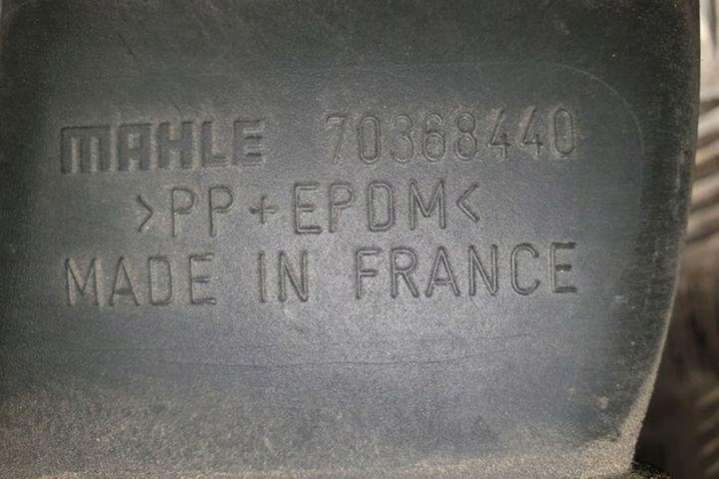 MAHLE 70368440
>PP+EPDM<
MADE IN FRANCE